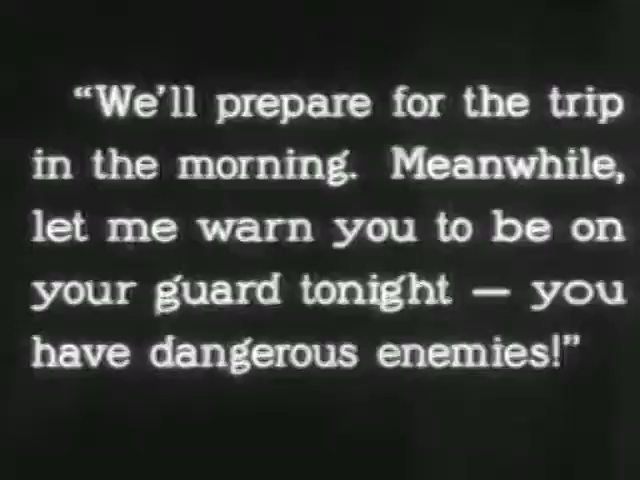 “We’ll prepare for the trip
in the morning. Meanwhile,
let me warn you to be on
your guard tonight — you
have dangerous enemies!”